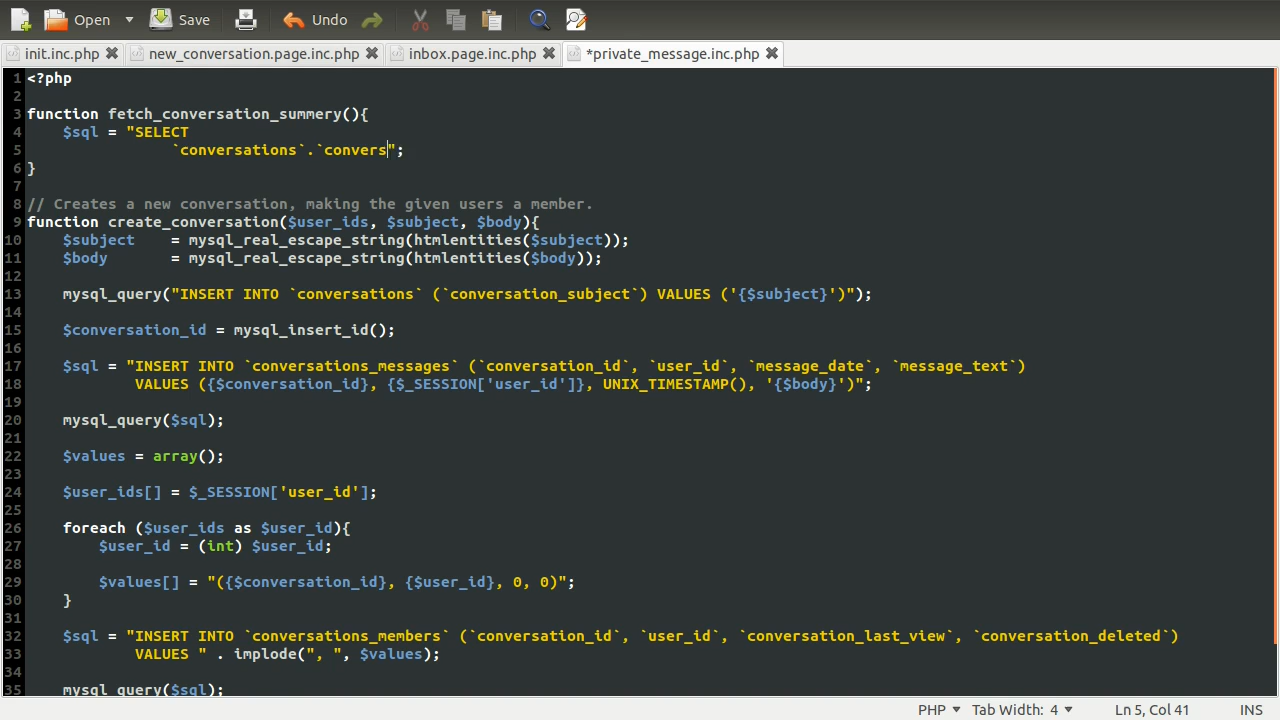 Open Save Undo
init.inc.php new_conversation.page.inc.php inbox.page.inc.php *private_message.inc.php
1 <?php
2
3 function fetch_conversation_summery(){
4     $sql = "SELECT
5                 `conversations`.`convers";
6 }
7
8 // Creates a new conversation, making the given users a member.
9 function create_conversation($user_ids, $subject, $body){
10     $subject    = mysql_real_escape_string(htmlentities($subject));
11     $body       = mysql_real_escape_string(htmlentities($body));
12
13     mysql_query("INSERT INTO `conversations` (`conversation_subject`) VALUES ('{$subject}')");
14
15     $conversation_id = mysql_insert_id();
16
17     $sql = "INSERT INTO `conversations_messages` (`conversation_id`, `user_id`, `message_date`, `message_text`)
18             VALUES ({$conversation_id}, {$_SESSION['user_id']}, UNIX_TIMESTAMP(), '{$body}')";
19
20     mysql_query($sql);
21
22     $values = array();
23
24     $user_ids[] = $_SESSION['user_id'];
25
26     foreach ($user_ids as $user_id){
27         $user_id = (int) $user_id;
28
29         $values[] = "({$conversation_id}, {$user_id}, 0, 0)";
30     }
31
32     $sql = "INSERT INTO `conversations_members` (`conversation_id`, `user_id`, `conversation_last_view`, `conversation_deleted`)
33             VALUES " . implode(", ", $values);
34
35     mysql_query($sql);
PHP Tab Width: 4 Ln 5, Col 41 INS